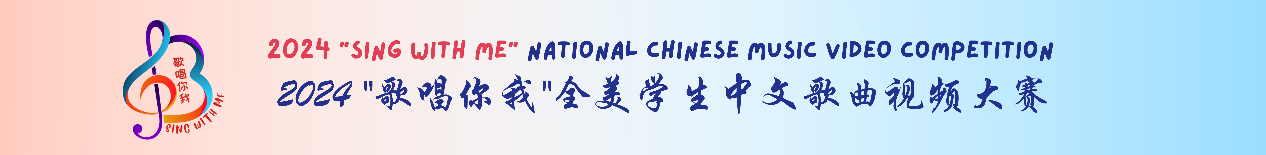 歌唱
你我
SING WITH ME
2024 "SING WITH ME" NATIONAL CHINESE MUSIC VIDEO COMPETITION
2024 "歌唱你我"全美学生中文歌曲视频大赛